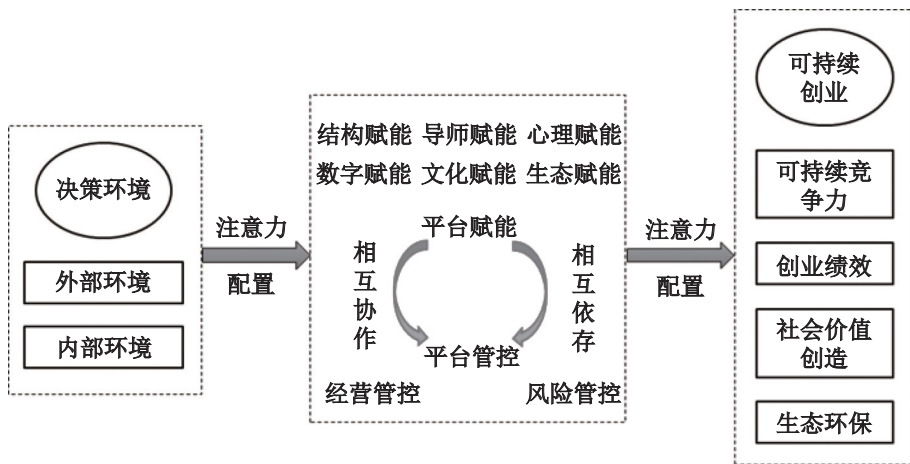 决策环境
外部环境
内部环境
注意力
配置
结构赋能 导师赋能 心理赋能
数字赋能 文化赋能 生态赋能
平台赋能
相互协作
相互依存
平台管控
经营管控 风险管控
注意力
配置
可持续
创业
可持续竞
争力
创业绩效
社会价值
创造
生态环保